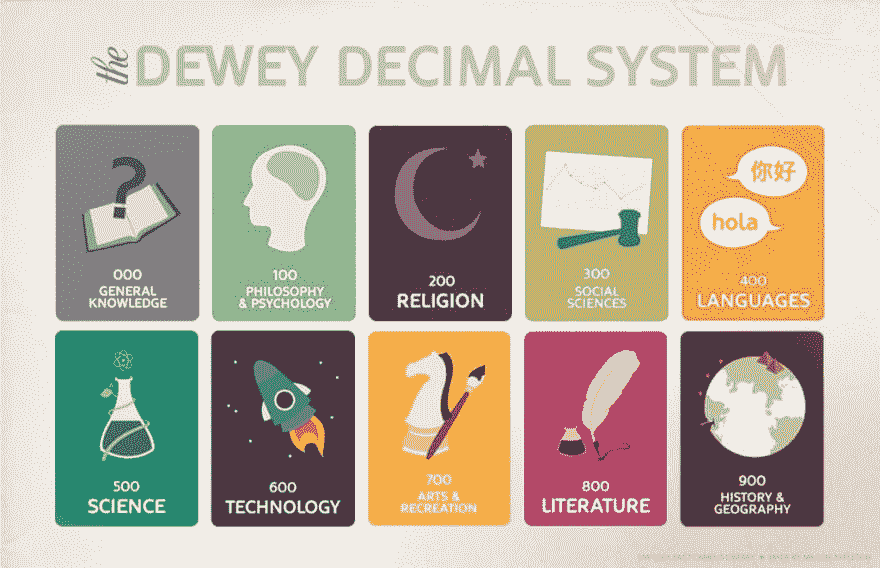 the DEWEY DECIMAL SYSTEM
000
GENERAL
KNOWLEDGE
100
PHILOSOPHY
& PSYCHOLOGY
200
RELIGION
300
SOCIAL
SCIENCES
你好
hola
400
LANGUAGES
500
SCIENCE
600
TECHNOLOGY
700
ARTS &
RECREATION
800
LITERATURE
900
HISTORY &
GEOGRAPHY